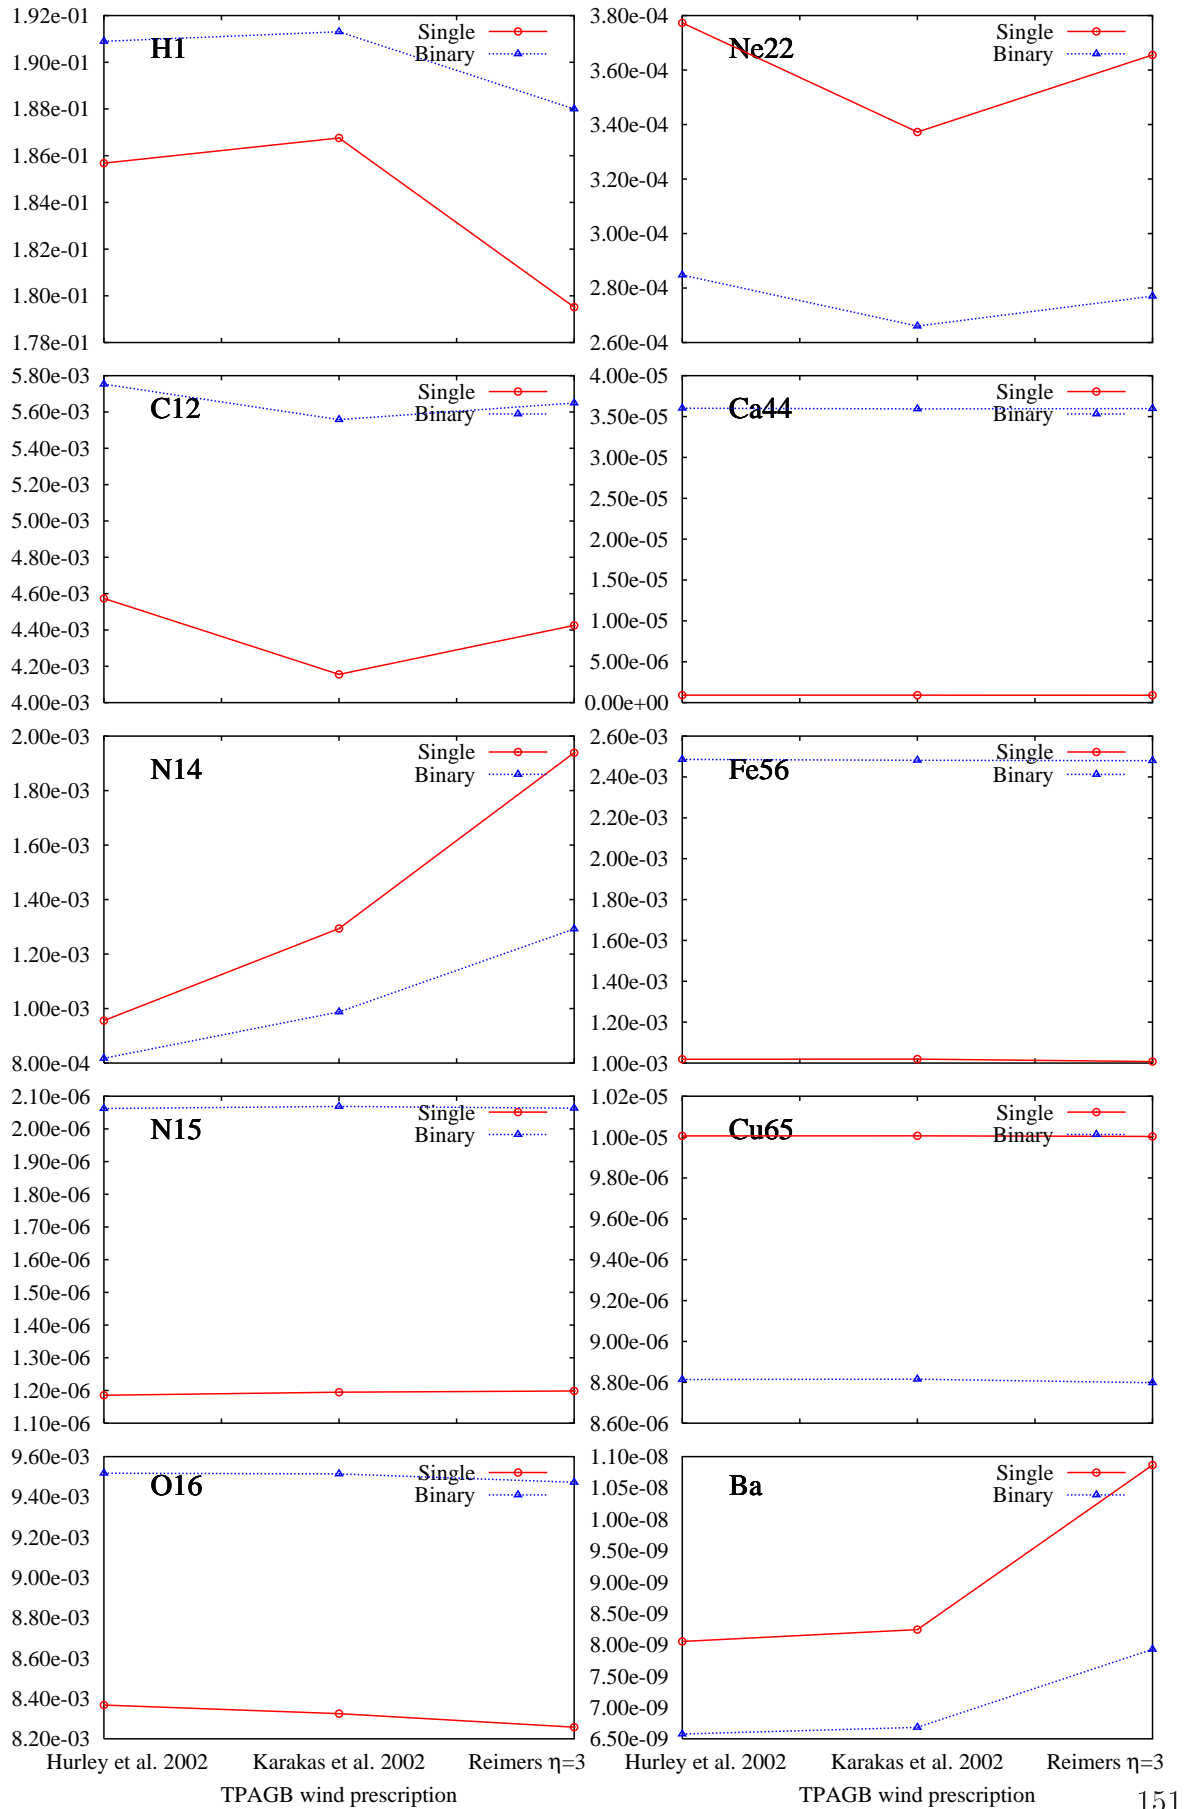 1.92e-01
1.90e-01
1.88e-01
1.86e-01
1.84e-01
1.82e-01
1.80e-01
1.78e-01
H1
Single
Binary
3.80e-04
3.60e-04
3.40e-04
3.20e-04
3.00e-04
2.80e-04
2.60e-04
Ne22
Single
Binary
5.80e-03
5.60e-03
5.40e-03
5.20e-03
5.00e-03
4.80e-03
4.60e-03
4.40e-03
4.20e-03
4.00e-03
C12
Single
Binary
4.00e-05
3.50e-05
3.00e-05
2.50e-05
2.00e-05
1.50e-05
1.00e-05
5.00e-06
0.00e+00
Ca44
Single
Binary
2.00e-03
1.80e-03
1.60e-03
1.40e-03
1.20e-03
1.00e-03
8.00e-04
N14
Single
Binary
2.60e-03
2.40e-03
2.20e-03
2.00e-03
1.80e-03
1.60e-03
1.40e-03
1.20e-03
1.00e-03
Fe56
Single
Binary
2.10e-06
2.00e-06
1.90e-06
1.80e-06
1.70e-06
1.60e-06
1.50e-06
1.40e-06
1.30e-06
1.20e-06
1.10e-06
N15
Single
Binary
1.02e-05
1.00e-05
9.80e-06
9.60e-06
9.40e-06
9.20e-06
9.00e-06
8.80e-06
8.60e-06
Cu65
Single
Binary
9.60e-03
9.40e-03
9.20e-03
9.00e-03
8.80e-03
8.60e-03
8.40e-03
8.20e-03
O16
Single
Binary
Hurley et al. 2002 Karakas et al. 2002 Reimers η=3
TPAGB wind prescription
1.10e-08
1.05e-08
1.00e-08
9.50e-09
9.00e-09
8.50e-09
8.00e-09
7.50e-09
7.00e-09
6.50e-09
Ba
Single
Binary
Hurley et al. 2002 Karakas et al. 2002 Reimers η=3
TPAGB wind prescription
151